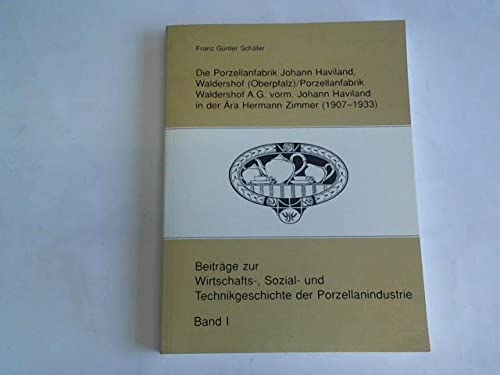 Franz Günter Schäfer
Die Porzellanfabrik Johann Haviland,
Waldershof (Oberpfalz)/Porzellanfabrik
Waldershof A.G. vorm. Johann Haviland
in der Ära Hermann Zimmer (1907-1933)
Beiträge zur
Wirtschafts-, Sozial- und
Technikgeschichte der Porzellanindustrie
Band I